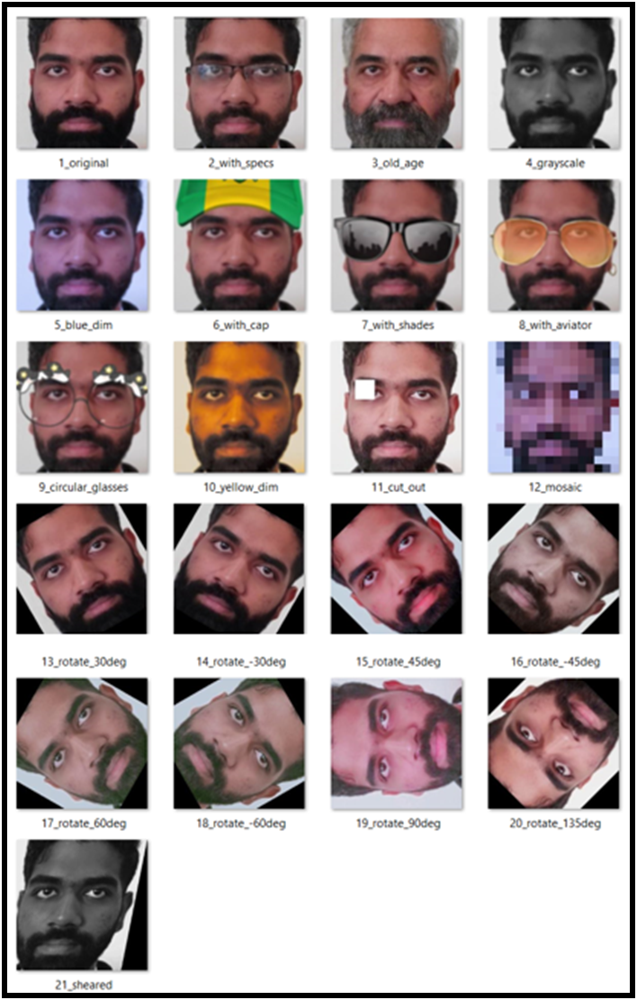 1_original 2_with_specs 3_old_age 4_grayscale
5_blue_dim 6_with_cap 7_with_shades 8_with_aviator
9_circular_glasses 10_yellow_dim 11_cut_out 12_mosaic
13_rotate_30deg 14_rotate_-30deg 15_rotate_45deg 16_rotate_-45deg
17_rotate_60deg 18_rotate_-60deg 19_rotate_90deg 20_rotate_135deg
21_sheared